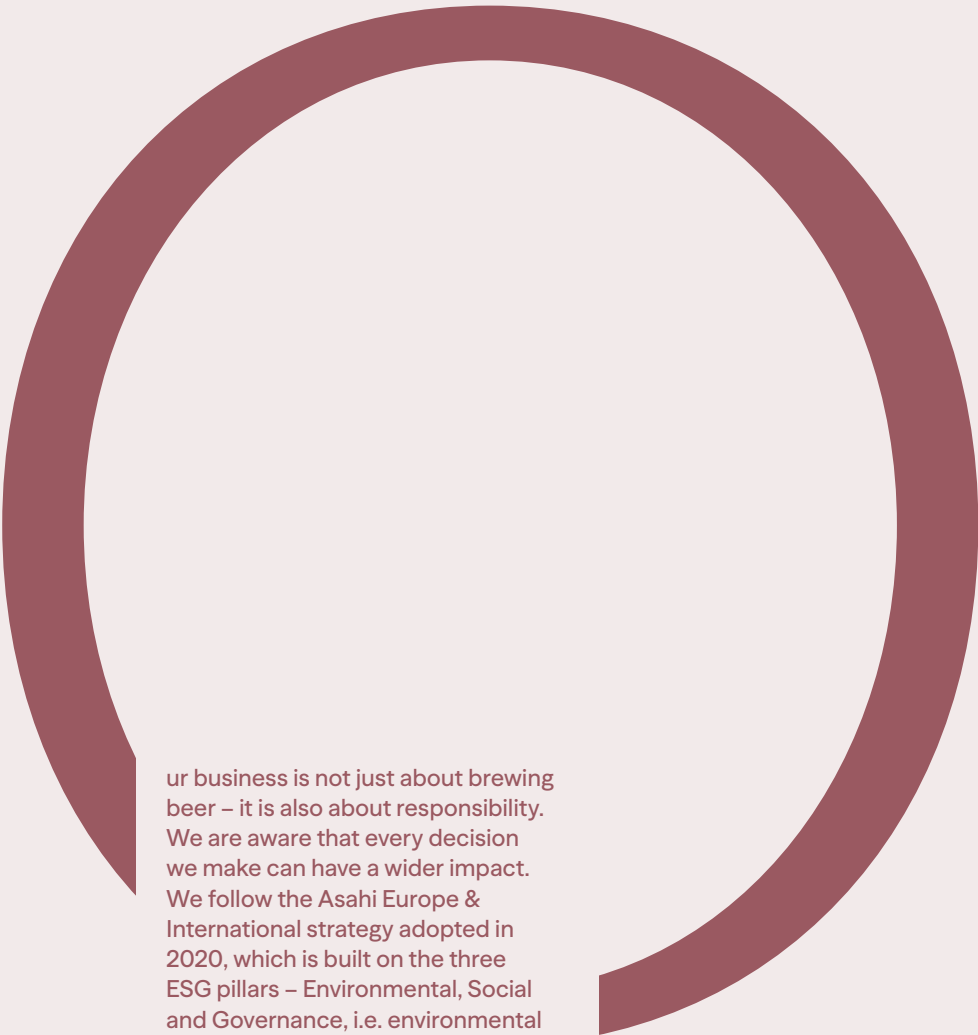 Our business is not just about brewing
beer – it is also about responsibility.
We are aware that every decision
we make can have a wider impact.
We follow the Asahi Europe &
International strategy adopted in
2020, which is built on the three
ESG pillars – Environmental, Social
and Governance, i.e. environmental